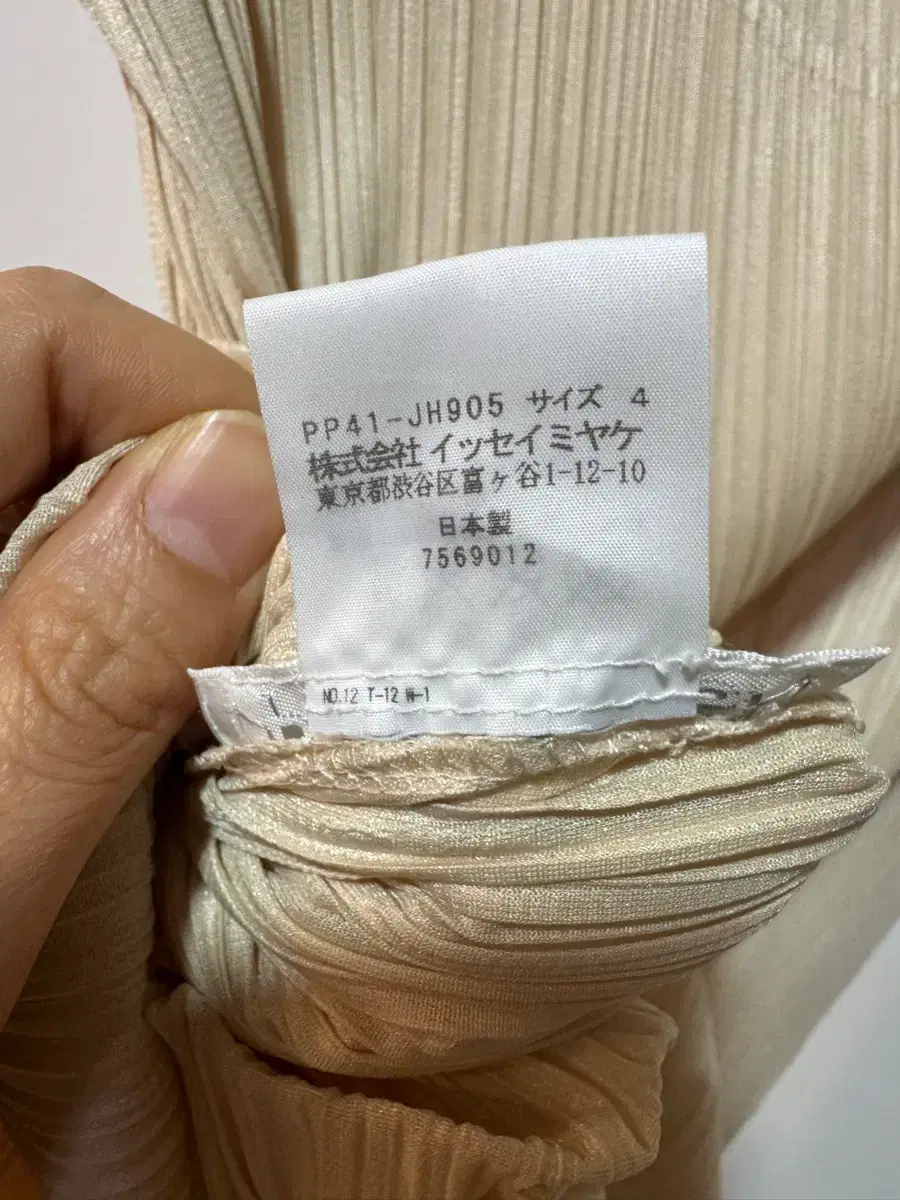 PP41-JH905 サイズ 4
株式会社イッセイミヤケ
東京都渋谷区富ヶ谷1-12-10
日本製
7569012
NO.12 T-12 W-1